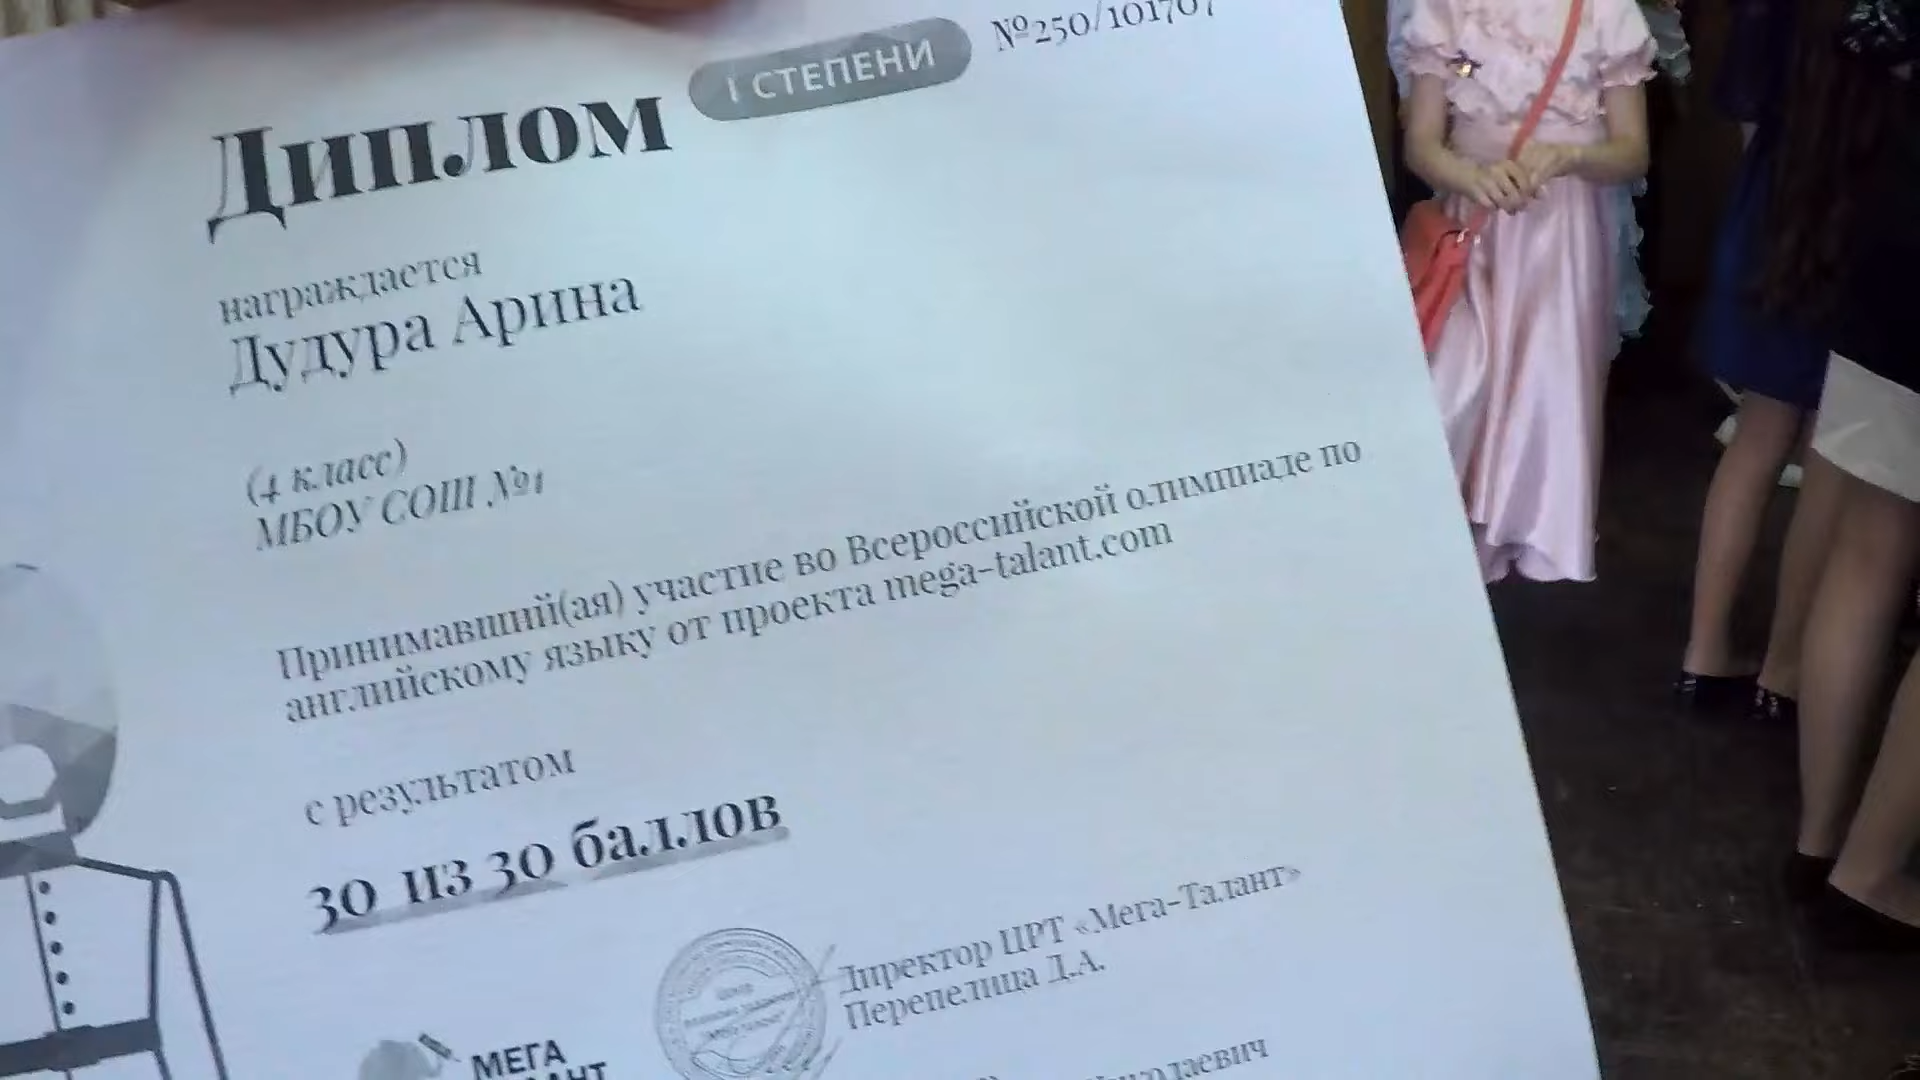 Диплом
I СТЕПЕНИ
№250/101707
награждается
Дудура Арина
(4 класс)
МБОУ СОШ №1
Принимавший(ая) участие во Всероссийской олимпиаде по
английскому языку от проекта mega-talant.com
с результатом
30 из 30 баллов
Директор ЦРТ «Мега-Талант»
Перепелица Д.А.
МЕГА